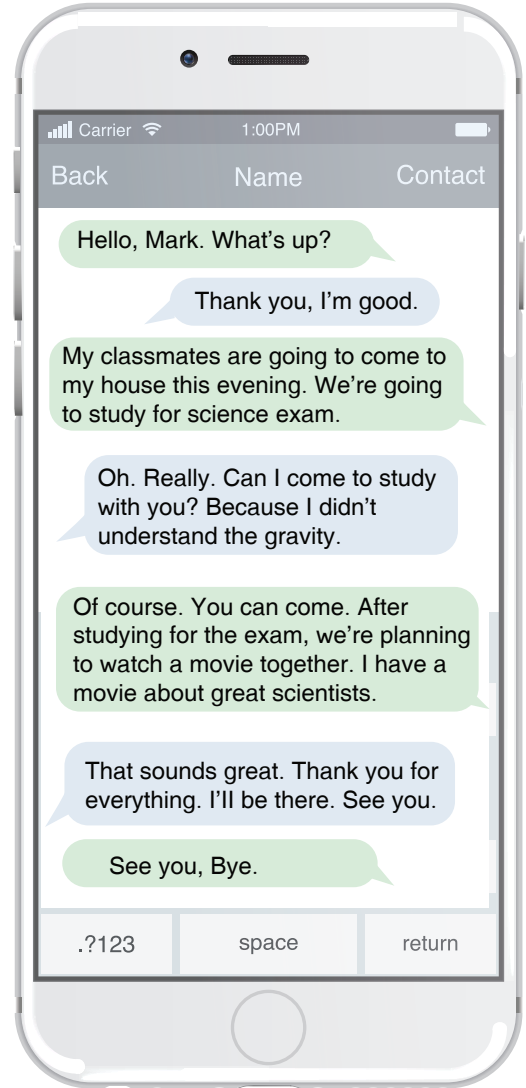 Carrier 1:00PM
Back Name Contact
Hello, Mark. What's up?
Thank you, I'm good.
My classmates are going to come to
my house this evening. We're going
to study for science exam.
Oh. Really. Can I come to study
with you? Because I didn't
understand the gravity.
Of course. You can come. After
studying for the exam, we're planning
to watch a movie together. I have a
movie about great scientists.
That sounds great. Thank you for
everything. I'll be there. See you.
See you, Bye.
.?123 space return